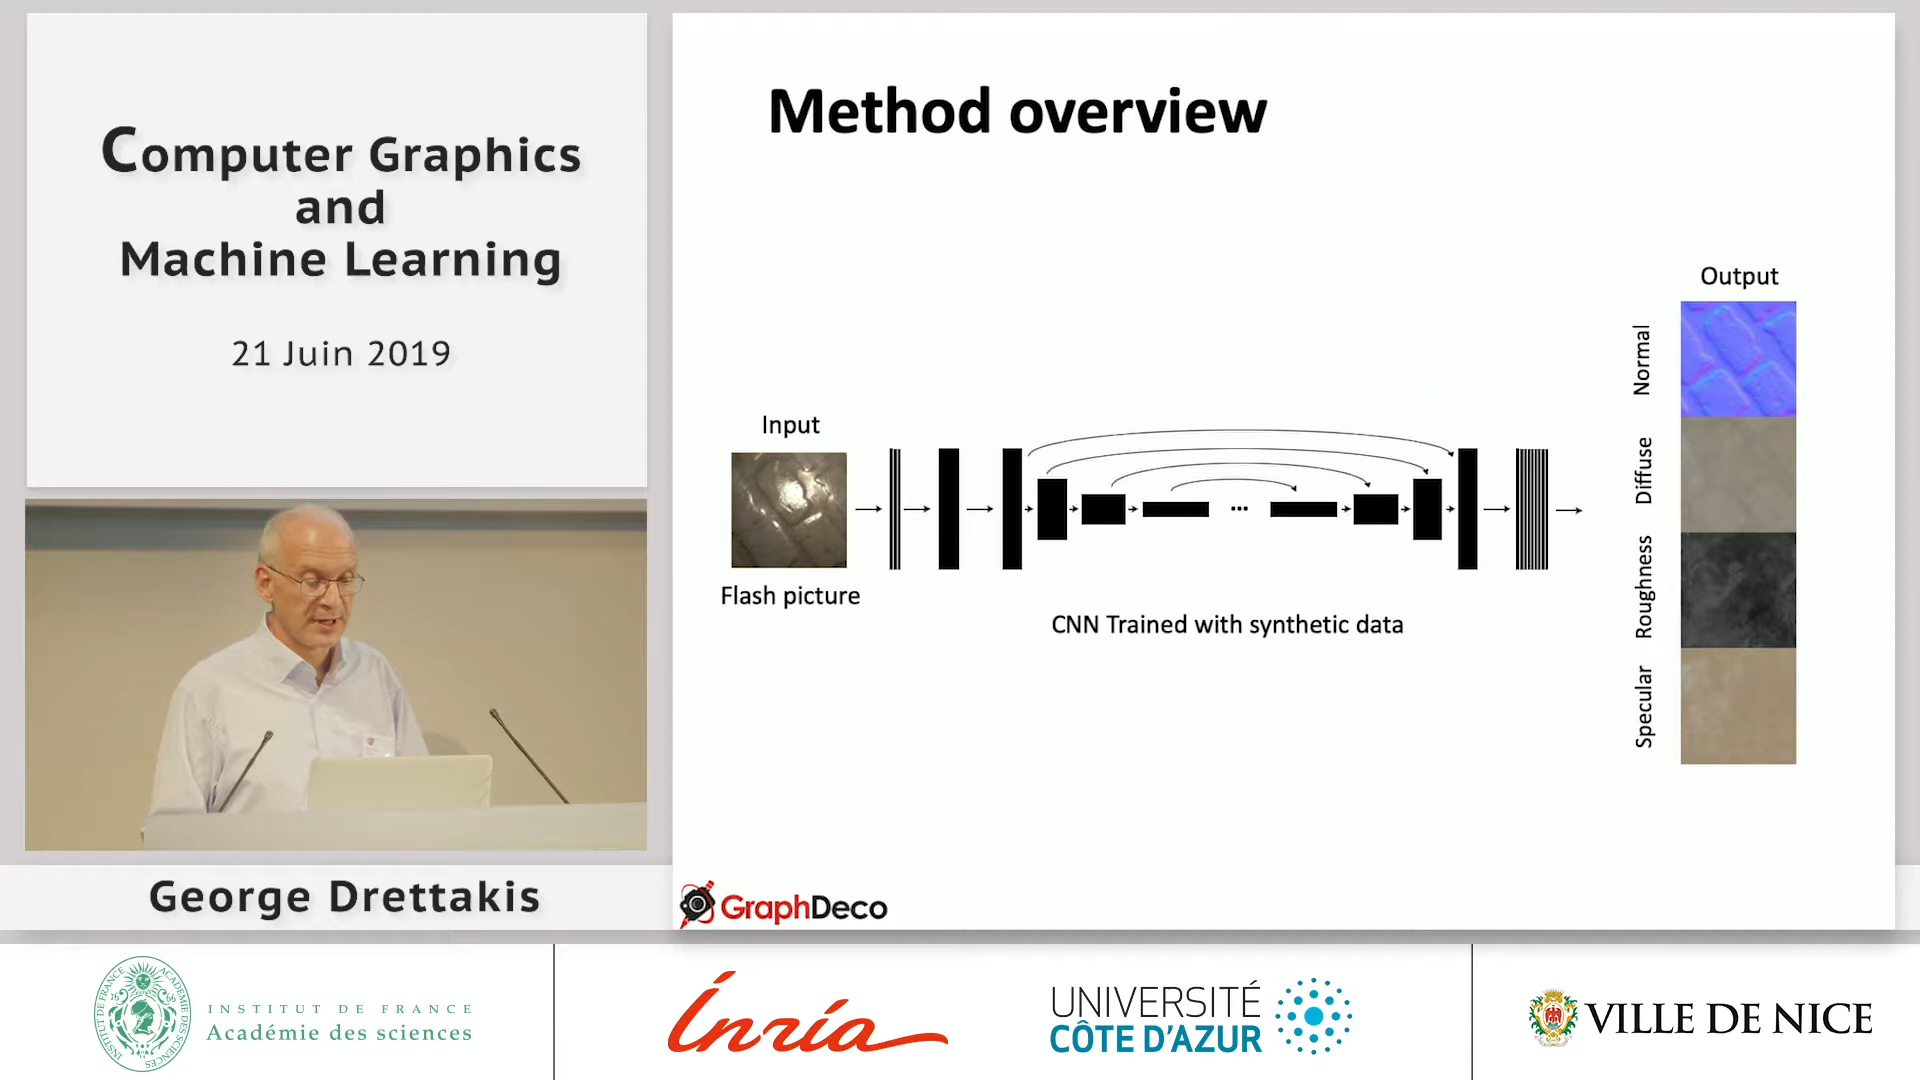 Computer Graphics
and
Machine Learning
21 Juin 2019
George Drettakis
Method overview
Input
Flash picture
...
CNN Trained with synthetic data
Output
Normal
Diffuse
Roughness
Specular
GraphDeco
INSTITUT DE FRANCE
Académie des sciences
Inría
UNIVERSITÉ
CÔTE D'AZUR
VILLE DE NICE